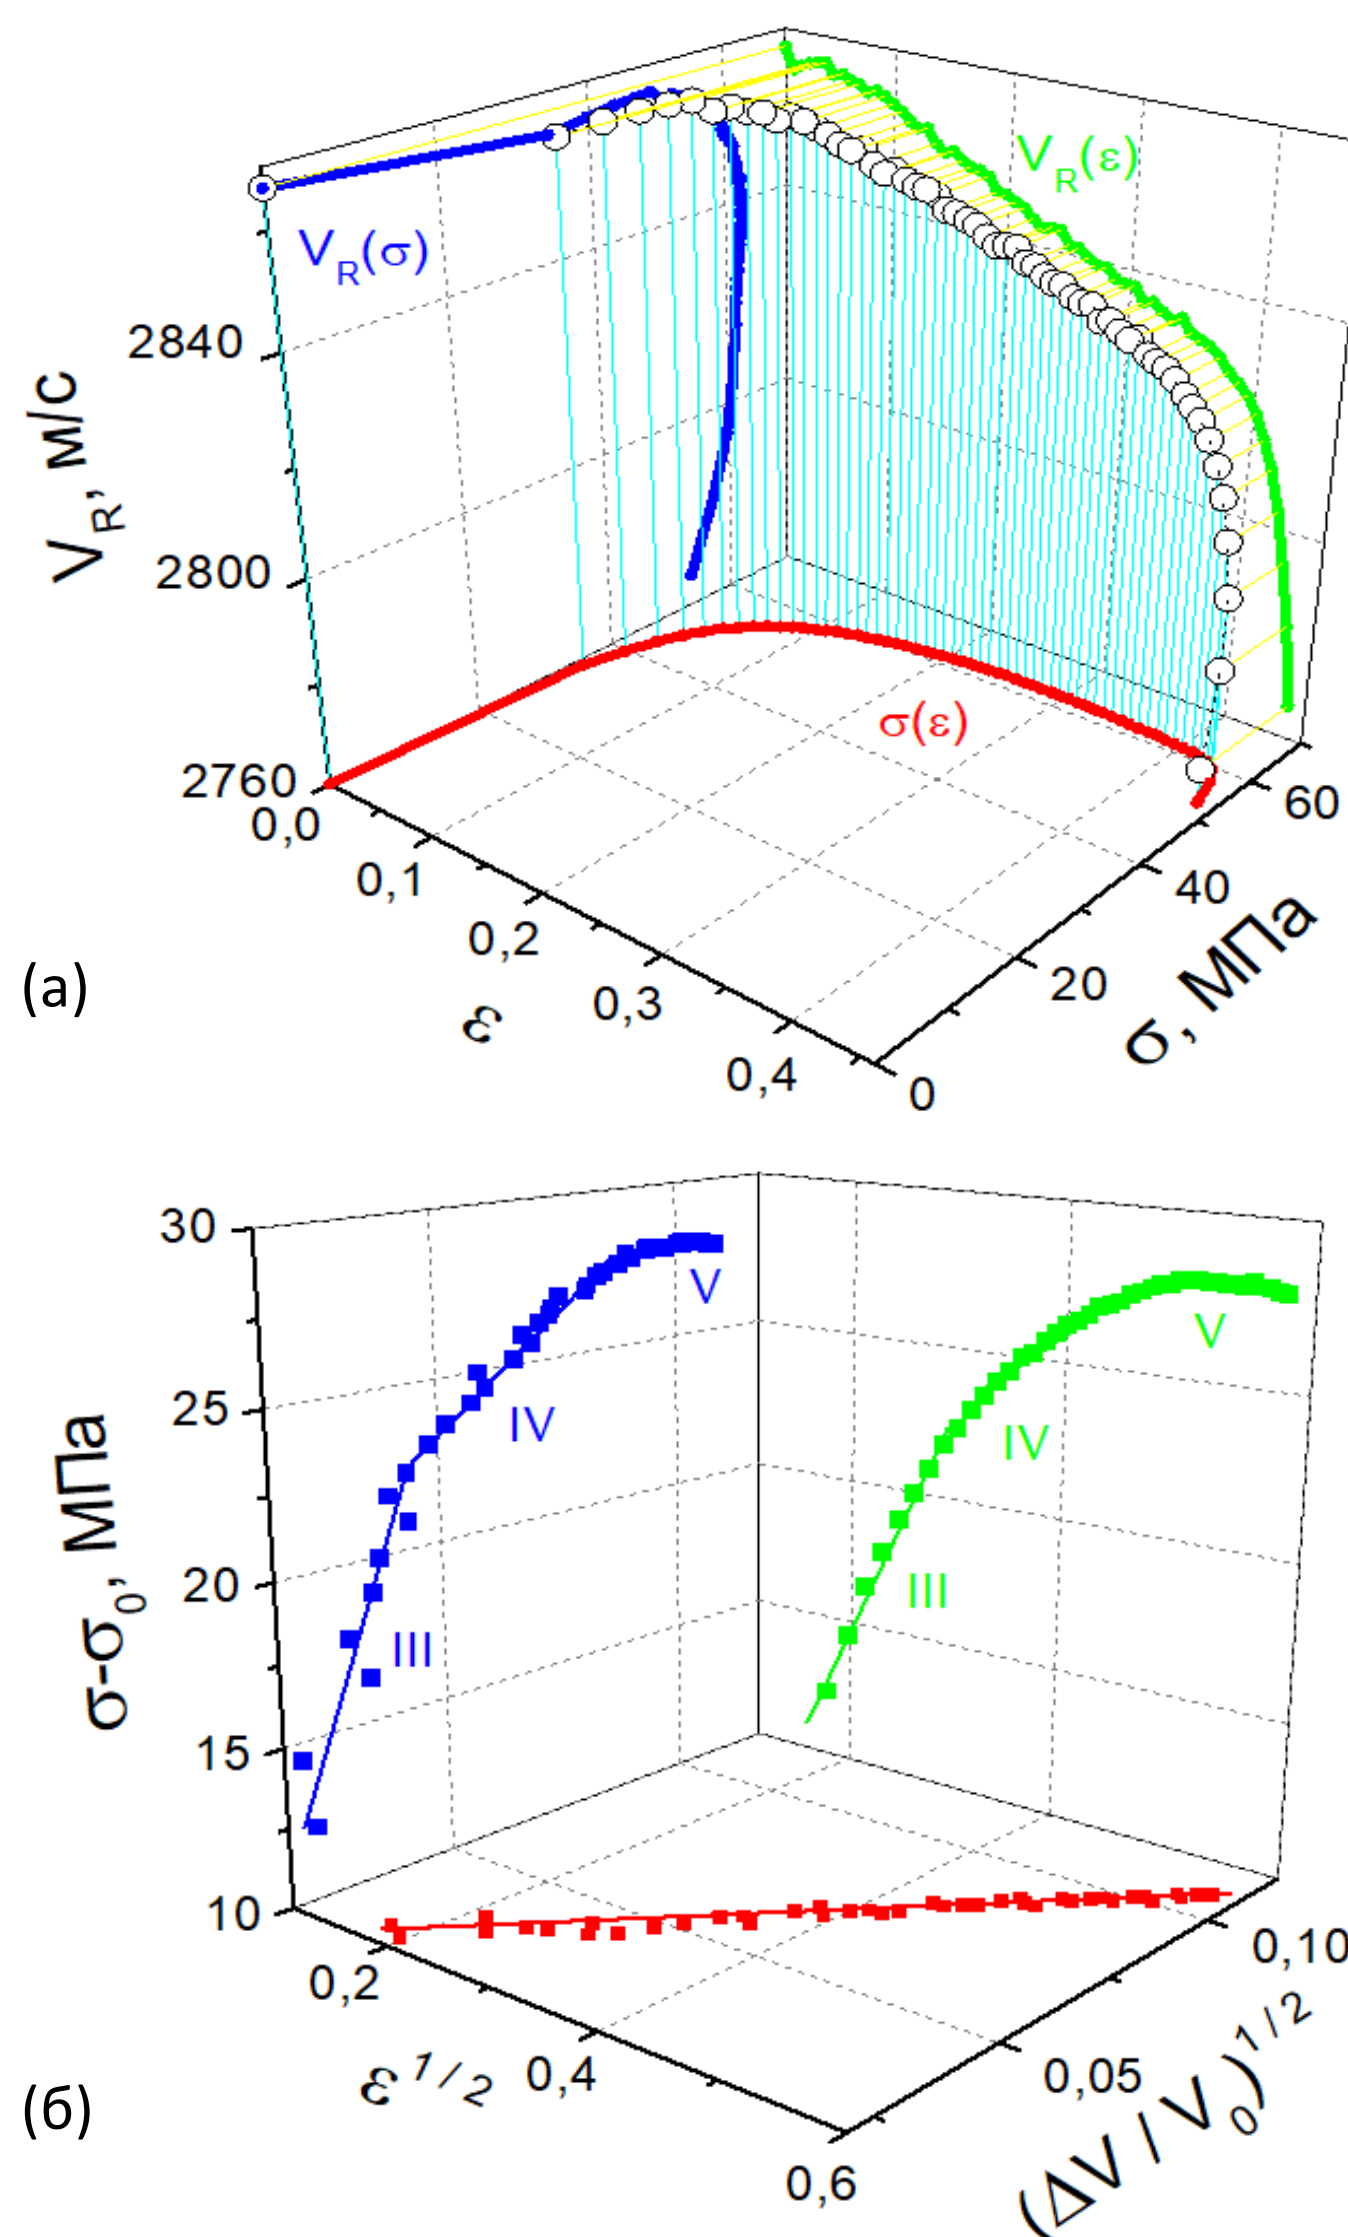 V_R(ε)
V_R(σ)
2840
V_R, м/с
2800
σ(ε)
2760
0,0
60
0,1
40
0,2
σ, МПа
(а)
20
0,3
ε
0,4
0
30
V
V
25
IV
IV
σ-σ_0, МПа
20
III
III
15
10
0,10
0,2
ε^1/2
0,4
0,05
(б)
(ΔV / V_0)^1/2
0,6